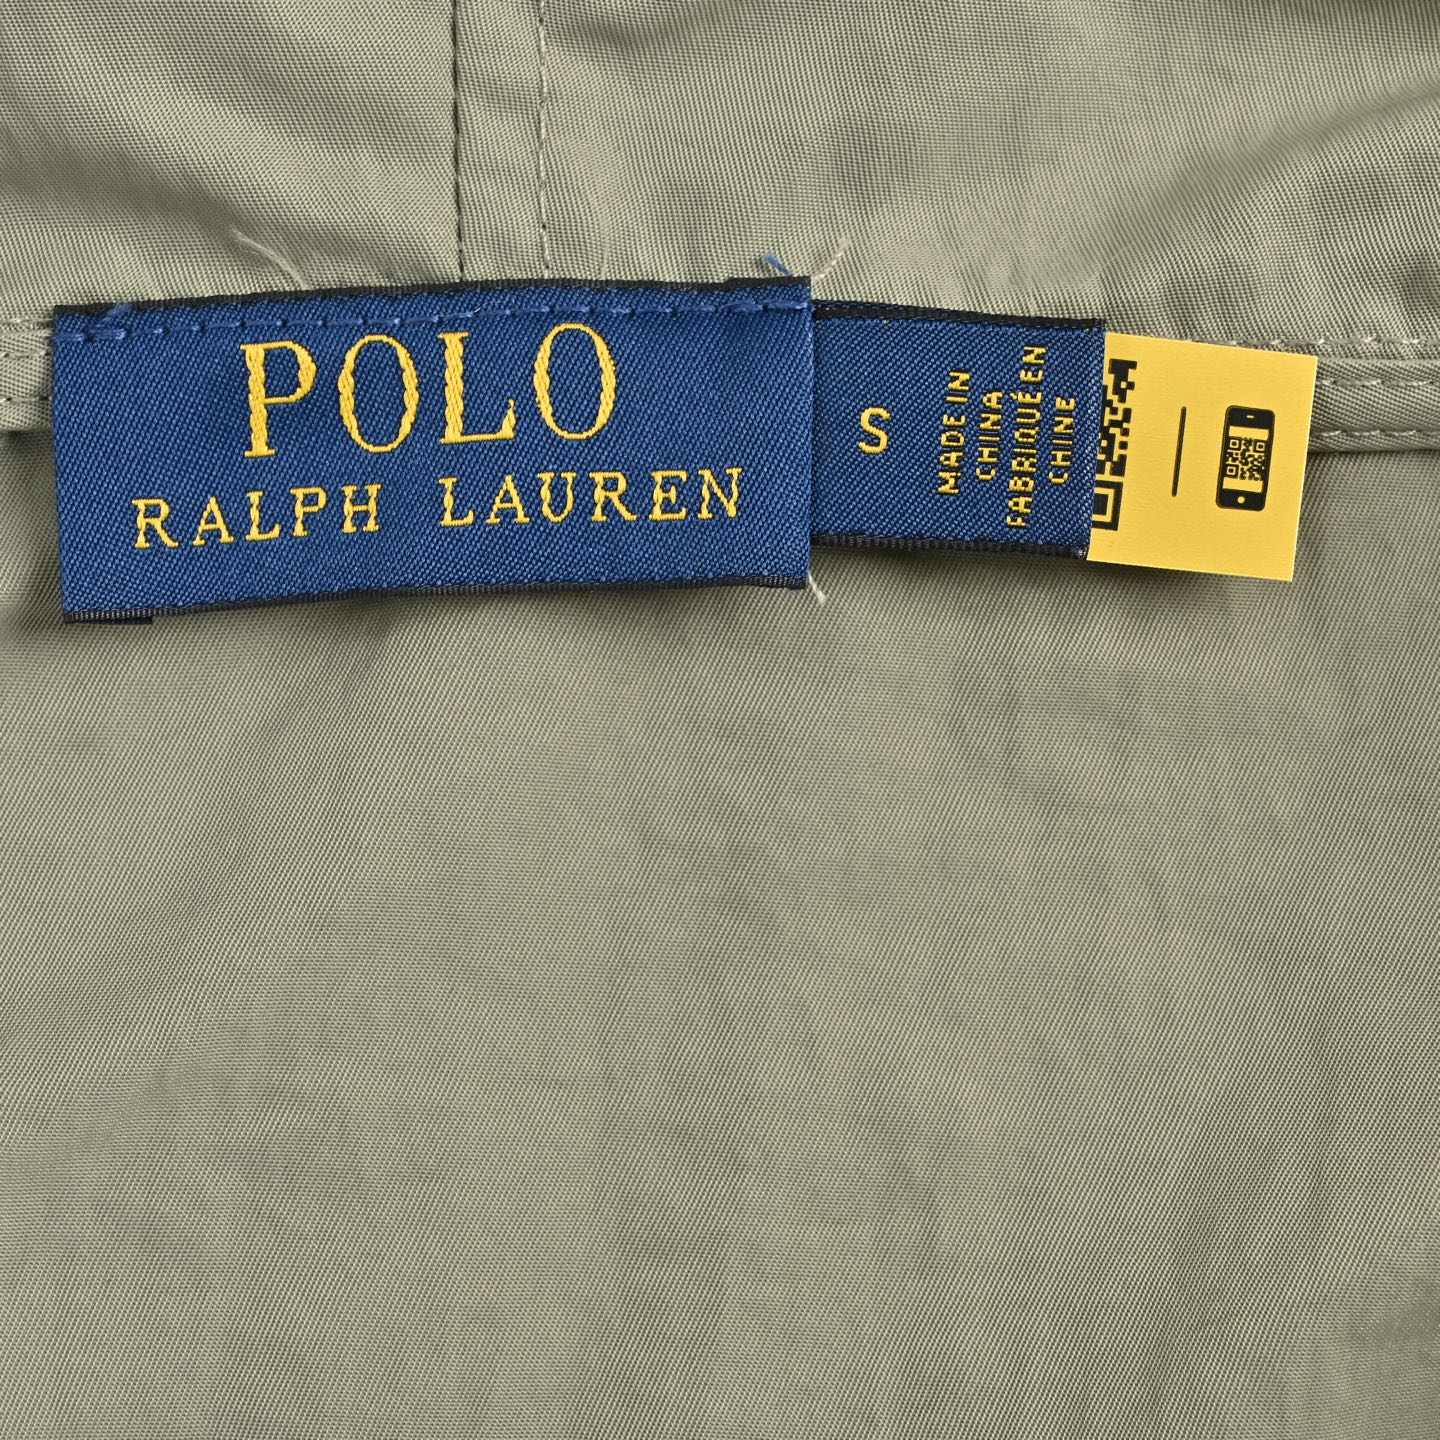 POLO
RALPH LAUREN
S
MADE IN
CHINA
FABRIQUÉ EN
CHINE